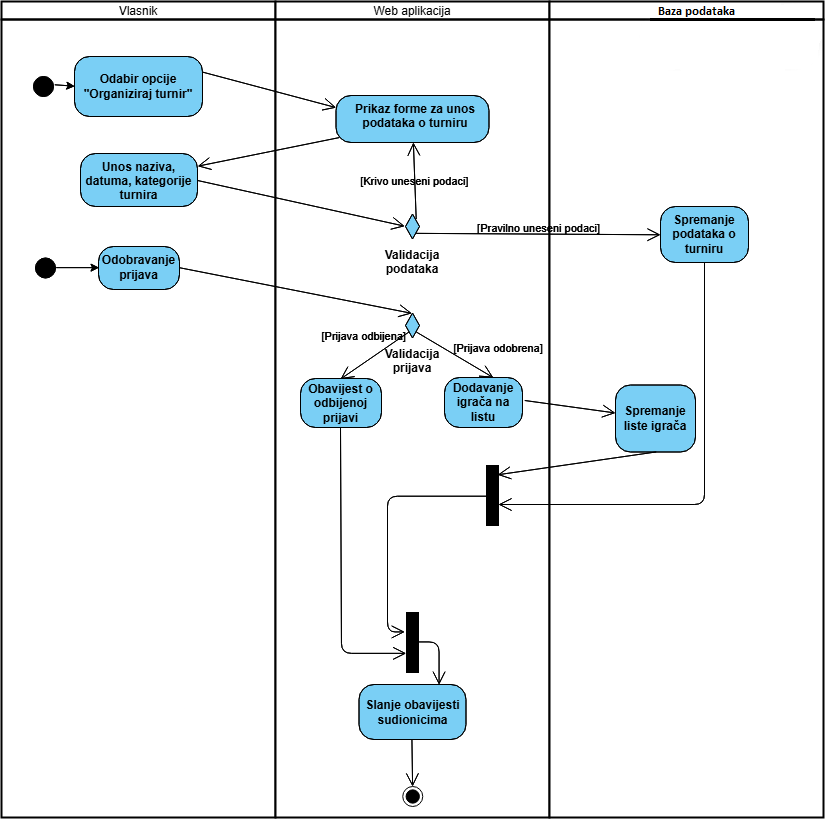 Vlasnik
Web aplikacija
Baza podataka
Odabir opcije
"Organiziraj turnir"
Prikaz forme za unos
podataka o turniru
Unos naziva,
datuma, kategorije
turnira
[Krivo uneseni podaci]
[Pravilno uneseni podaci]
Spremanje
podataka o
turniru
Validacija
podataka
Odobravanje
prijava
[Prijava odbijena]
[Prijava odobrena]
Validacija
prijava
Obavijest o
odbijenoj
prijavi
Dodavanje
igrača na
listu
Spremanje
liste igrača
Slanje obavijesti
sudionicima